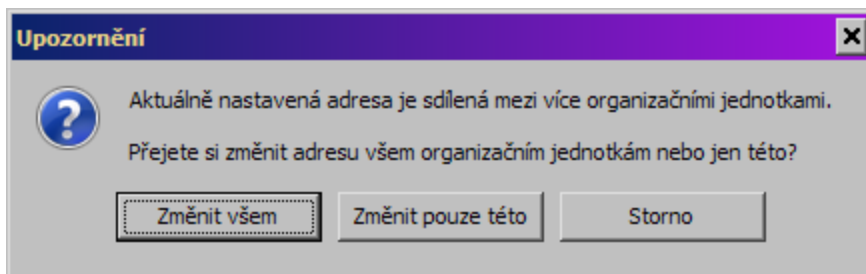 Upozornění
Aktuálně nastavená adresa je sdílená mezi více organizačními jednotkami.
Přejete si změnit adresu všem organizačním jednotkám nebo jen této?
Změnit všem
Změnit pouze této
Storno